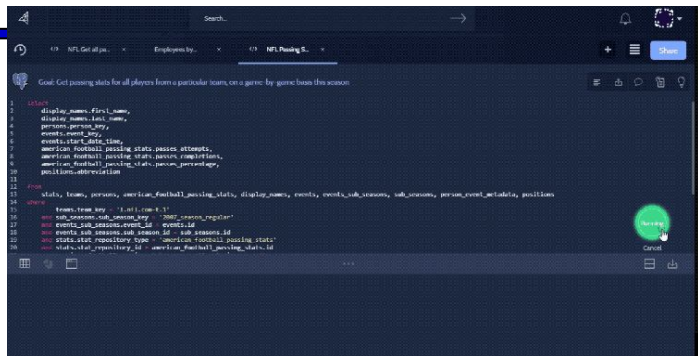 Search...
NFL Get all pa...
Employees by...
NFL Passing S...
Share
Goal: Get passing stats for all players from a particular team, on a game-by-game basis this season
1 select
2 display_names.first_name,
3 display_names.last_name,
4 persons.person_key,
5 events.event_key,
6 events.start_date_time,
7 american_football_passing_stats.passes_attempts,
8 american_football_passing_stats.passes_completions,
9 american_football_passing_stats.passes_percentage,
10 positions.abbreviation
11
12 from
13 stats, teams, persons, american_football_passing_stats, display_names, events, events_sub_seasons, sub_seasons, person_event_metadata, positions
14 where
15 teams.team_key = 'l.nfl.com-t.1'
16 and sub_seasons.sub_season_key = '2007_season_regular'
17 and events_sub_seasons.event_id = events.id
18 and events_sub_seasons.sub_season_id = sub_seasons.id
19 and stats.stat_repository_type = 'american_football_passing_stats'
20 and stats.stat_repository_id = american_football_passing_stats.id
Running
Cancel